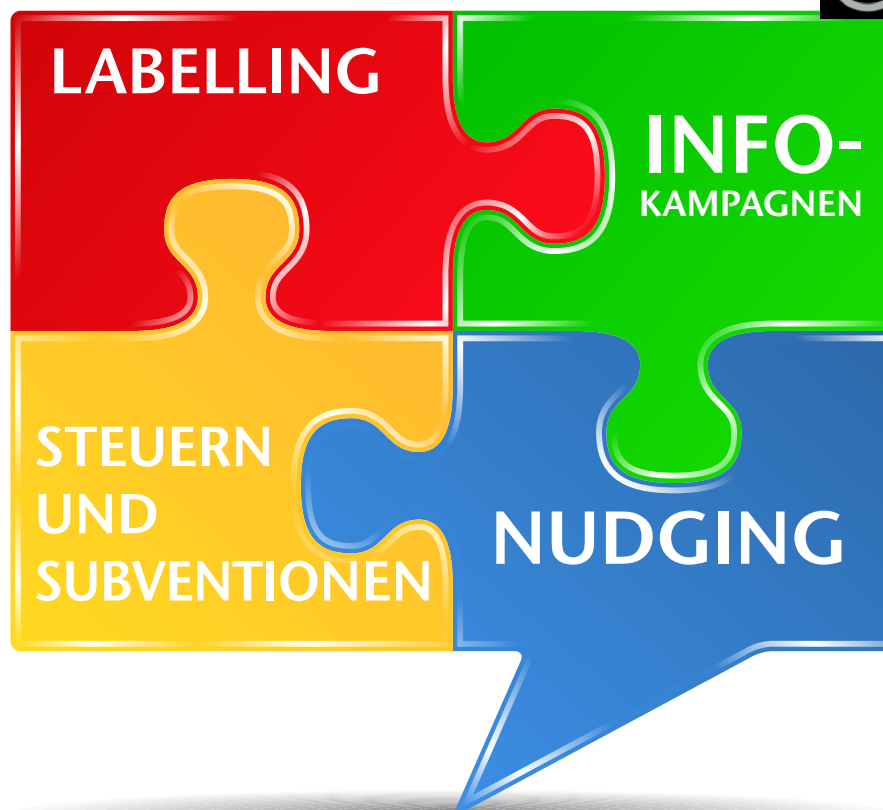 LABELLING
INFO-
KAMPAGNEN
STEUERN
UND
SUBVENTIONEN
NUDGING